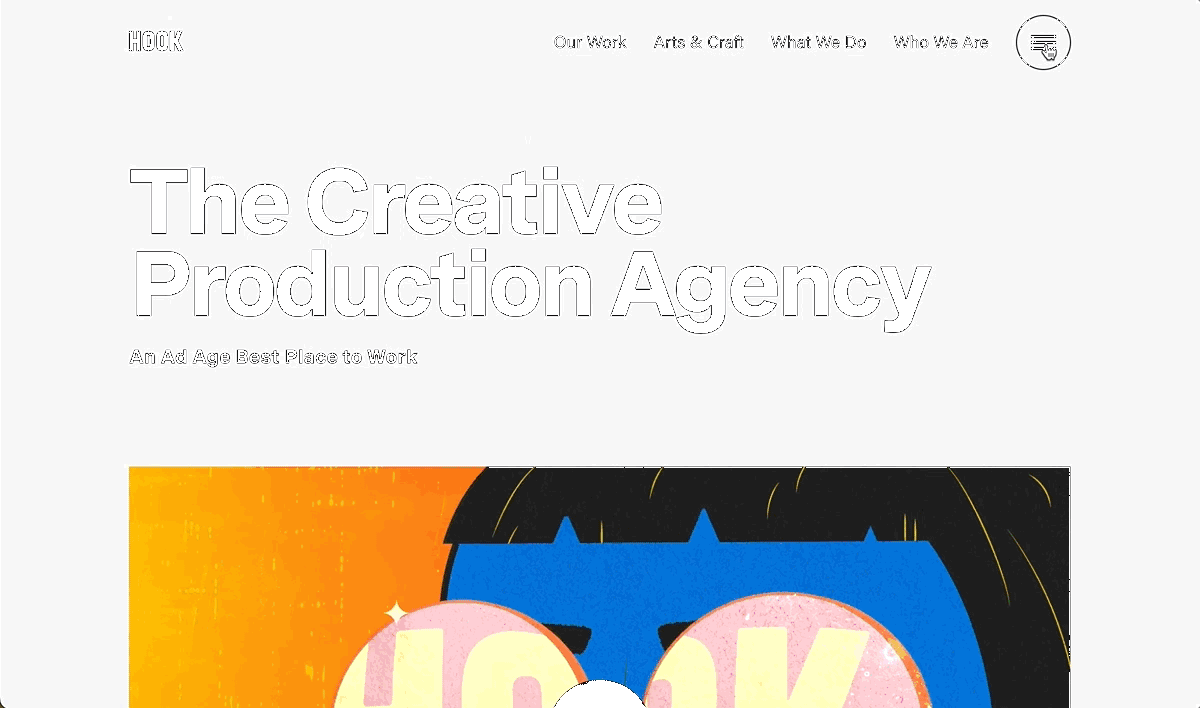 HOOK
Our Work Arts & Craft What We Do Who We Are
The Creative
Production Agency
An Ad Age Best Place to Work
HOOK